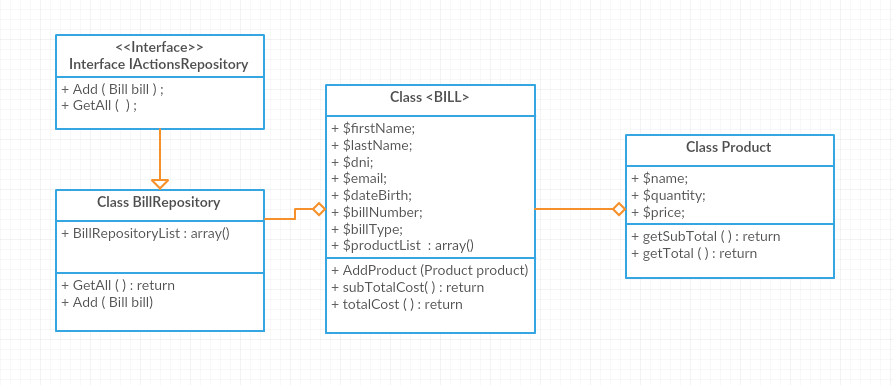 <<Interface>>
Interface IActionsRepository
+ Add ( Bill bill ) ;
+ GetAll (  ) ;
Class BillRepository
+ BillRepositoryList : array()
+ GetAll ( ) : return
+ Add ( Bill bill)
Class <BILL>
+ $firstName;
+ $lastName;
+ $dni;
+ $email;
+ $dateBirth;
+ $billNumber;
+ $billType;
+ $productList  : array()
+ AddProduct (Product product)
+ subTotalCost( ) : return
+ totalCost ( ) : return
Class Product
+ $name;
+ $quantity;
+ $price;
+ getSubTotal ( ) : return
+ getTotal ( ) : return